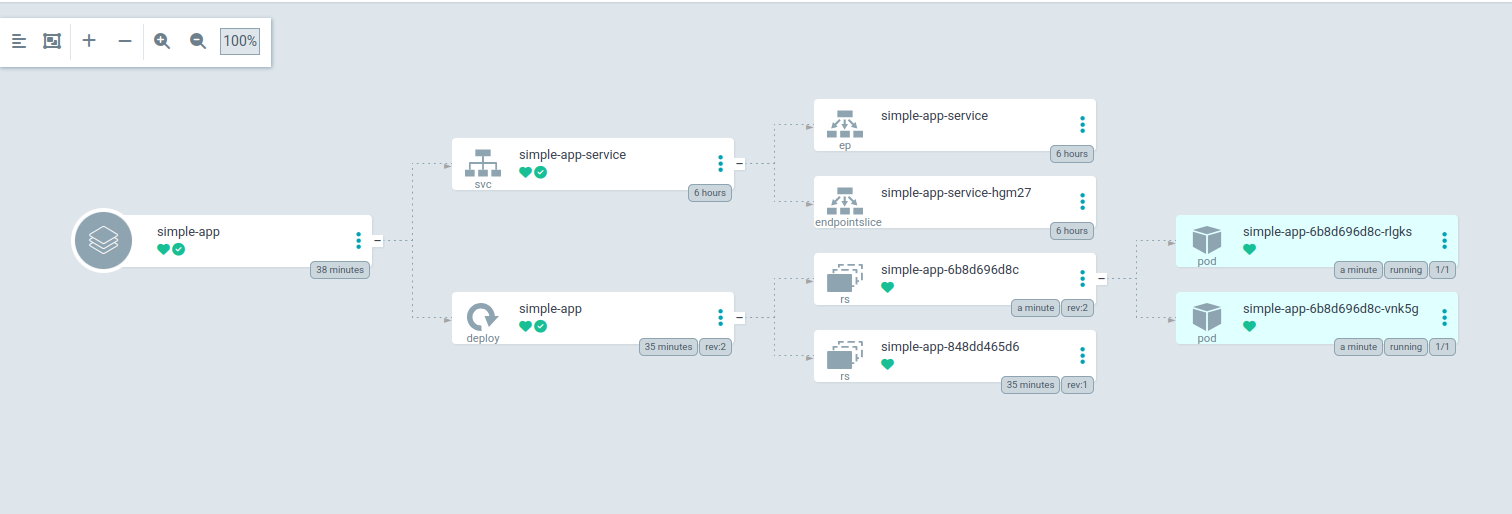 100%
simple-app
38 minutes
simple-app-service
svc
6 hours
simple-app
deploy
35 minutes rev:2
simple-app-service
ep
6 hours
simple-app-service-hgm27
endpointslice
6 hours
simple-app-6b8d696d8c
rs
a minute rev:2
simple-app-848dd465d6
rs
35 minutes rev:1
simple-app-6b8d696d8c-rlgks
pod
a minute running 1/1
simple-app-6b8d696d8c-vnk5g
pod
a minute running 1/1